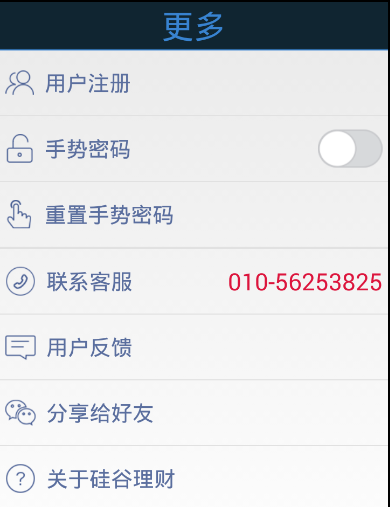 更多
用户注册
手势密码
重置手势密码
联系客服 010-56253825
用户反馈
分享给好友
? 关于硅谷理财